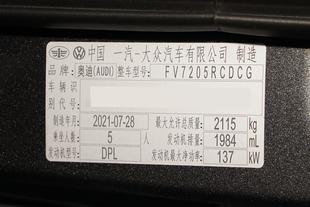 中国 一汽-大众汽车有限公司 制造
品牌: 奥迪(AUDI) 整车型号: FV7205RCDCG
车辆识
别代号:
制造年月 2021-07-28 最大允许总质量 2115 kg
乘坐人数 5 人 发动机排量 1984 mL
发动机型号 DPL 发动机最大净功率: 137 kW